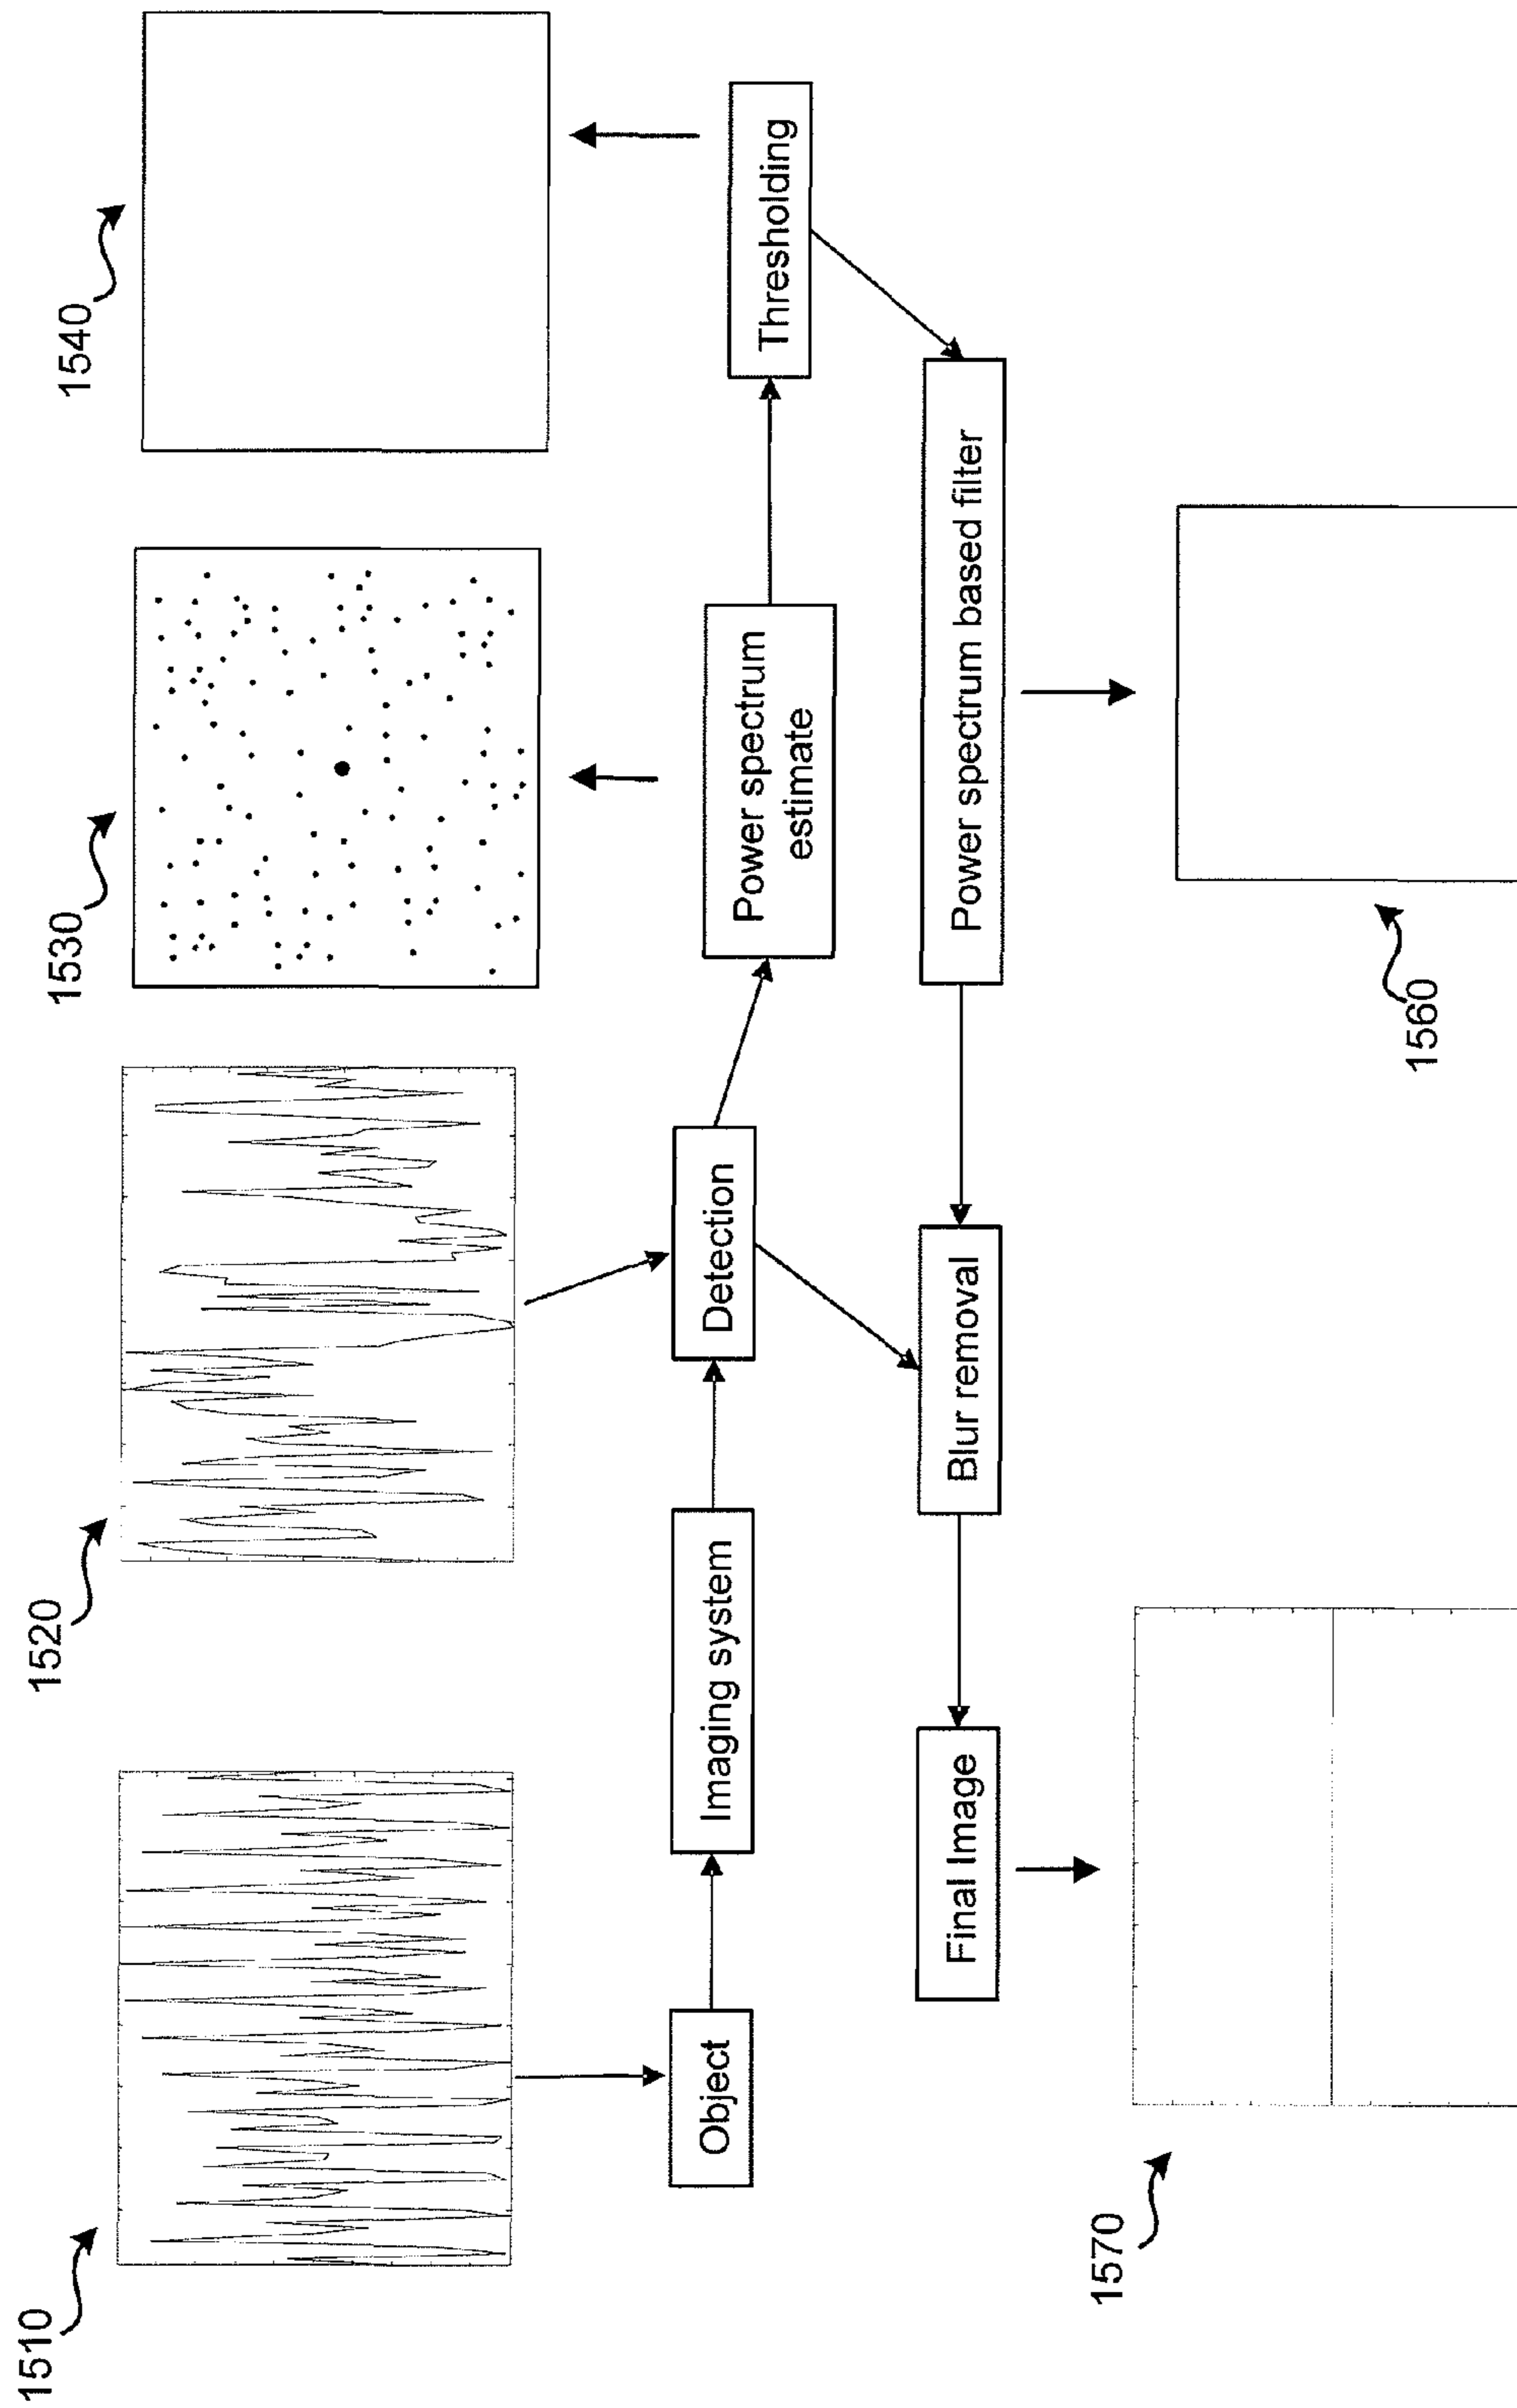 1510
1520
1530
1540
Object
Imaging system
Detection
Power spectrum
estimate
Thresholding
Final Image
Blur removal
Power spectrum based filter
1570
1560